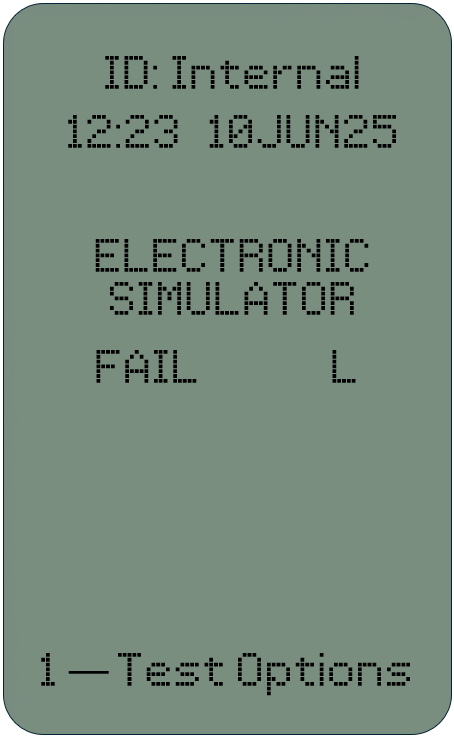 ID: Internal
12:23 10JUN25
ELECTRONIC
SIMULATOR
FAIL L
1 — Test Options